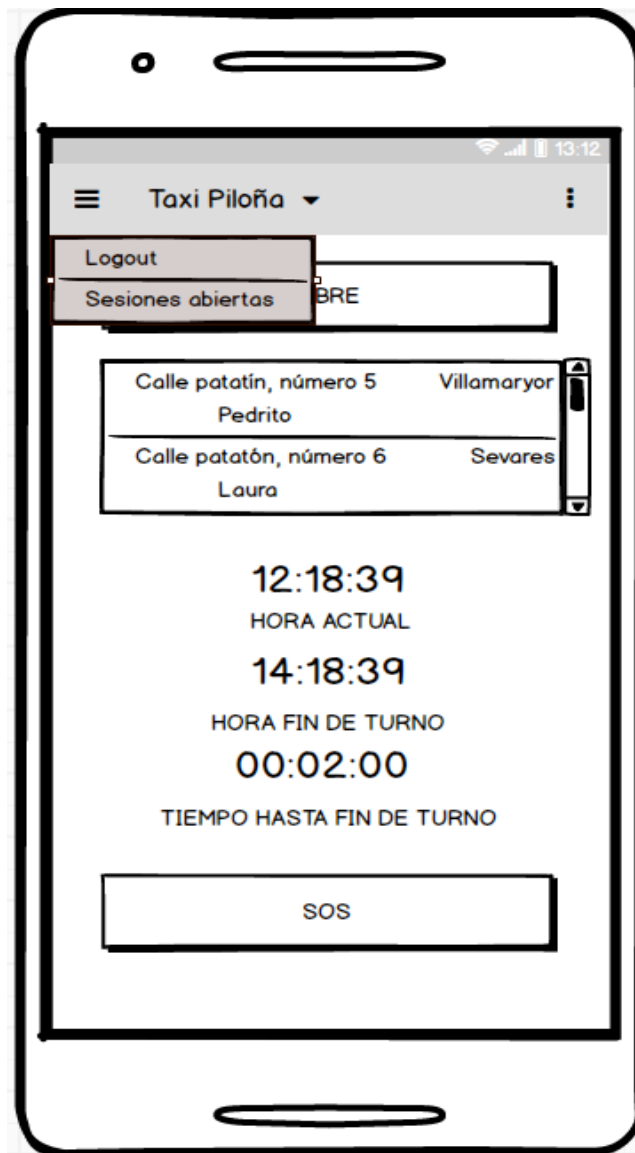 13:12
Taxi Piloña
Logout
Sesiones abiertas
BRE
Calle patatín, número 5 Villamaryor
Pedrito
Calle patatón, número 6 Sevares
Laura
12:18:39
HORA ACTUAL
14:18:39
HORA FIN DE TURNO
00:02:00
TIEMPO HASTA FIN DE TURNO
SOS